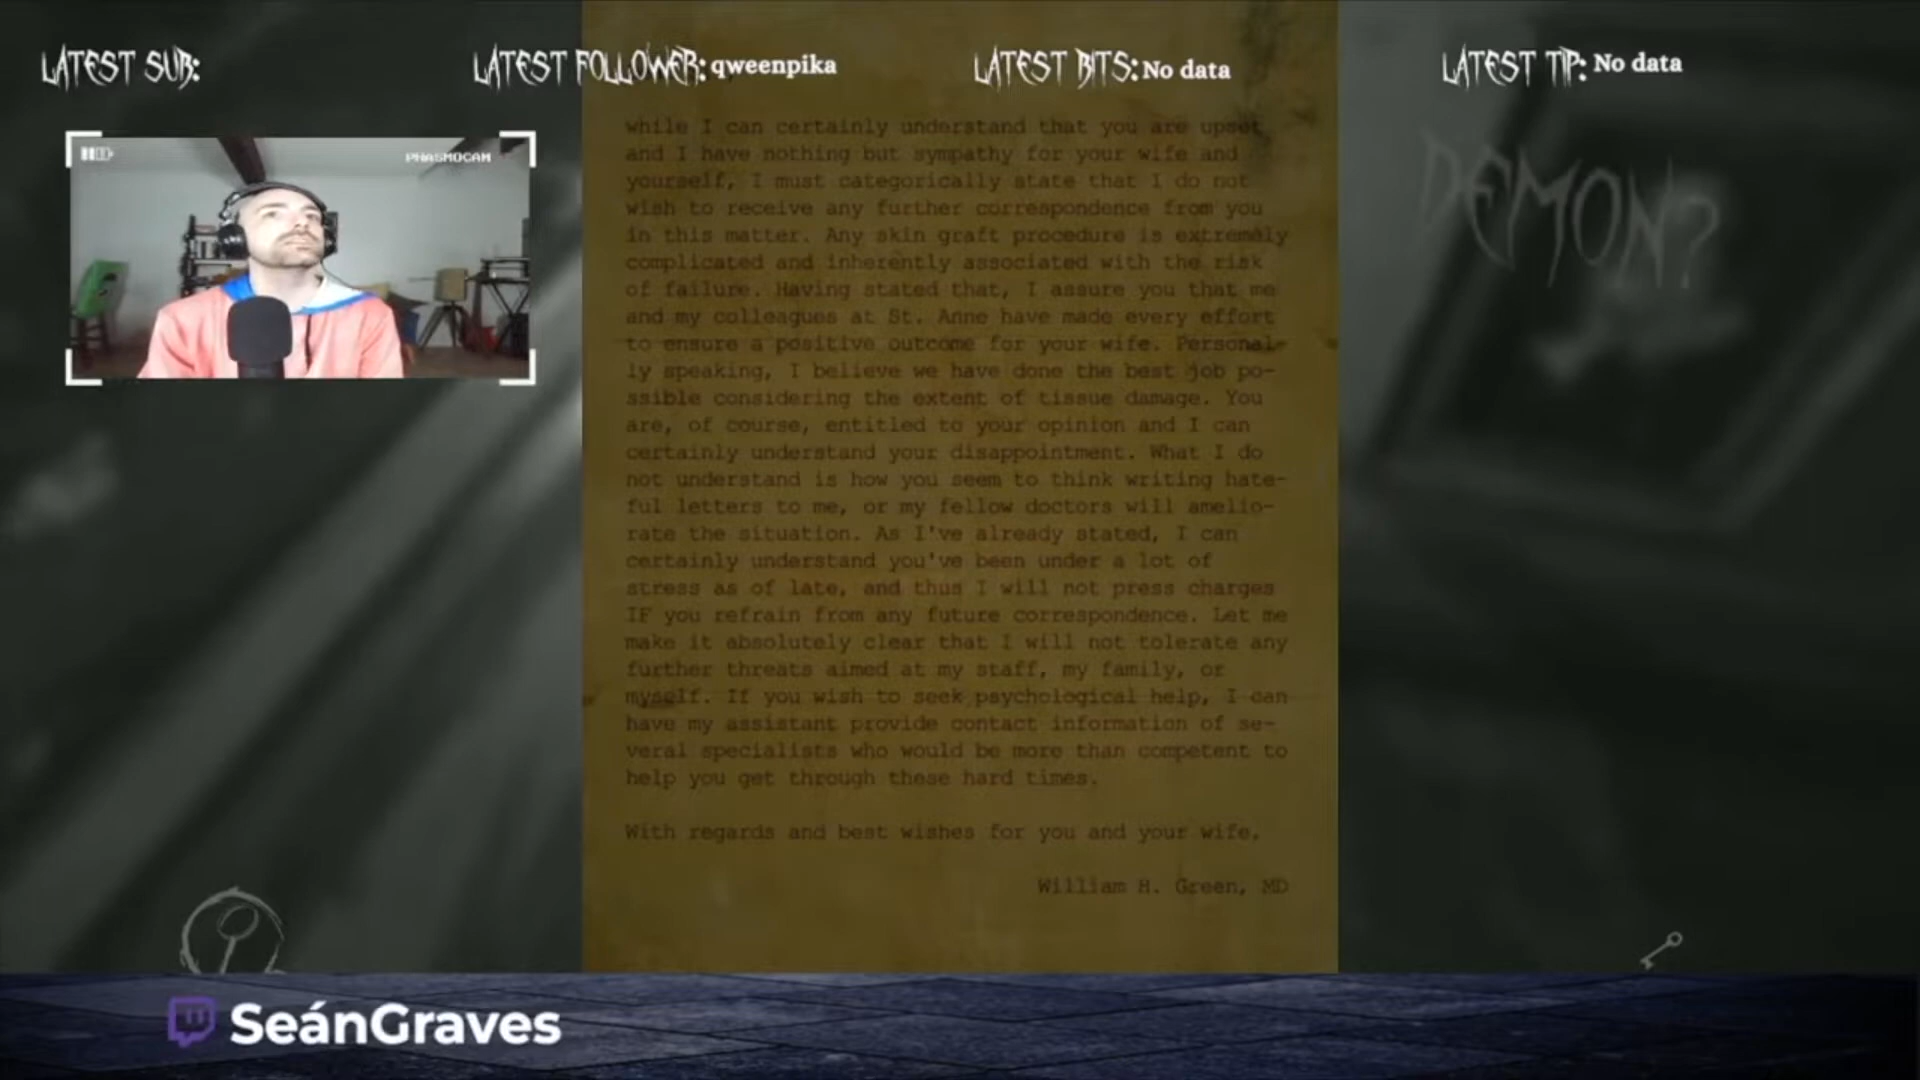 LATEST SUB:
LATEST FOLLOWER: qweenpika
LATEST BITS: No data
LATEST TIP: No data
PHASMOCAM
DEMON?
while I can certainly understand that you are upset
and I have nothing but sympathy for your wife and
yourself, I must categorically state that I do not
wish to receive any further correspondence from you
in this matter. Any skin graft procedure is extremely
complicated and inherently associated with the risk
of failure. Having stated that, I assure you that me
and my colleagues at St. Anne have made every effort
to ensure a positive outcome for your wife. Personal-
ly speaking, I believe we have done the best job po-
ssible considering the extent of tissue damage. You
are, of course, entitled to your opinion and I can
certainly understand your disappointment. What I do
not understand is how you seem to think writing hate-
ful letters to me, or my fellow doctors will amelio-
rate the situation. As I've already stated, I can
certainly understand you've been under a lot of
stress as of late, and thus I will not press charges
IF you refrain from any future correspondence. Let me
make it absolutely clear that I will not tolerate any
further threats aimed at my staff, my family, or
myself. If you wish to seek psychological help, I can
have my assistant provide contact information of se-
veral specialists who would be more than competent to
help you get through these hard times.
With regards and best wishes for you and your wife,
William H. Green, MD
SeánGraves